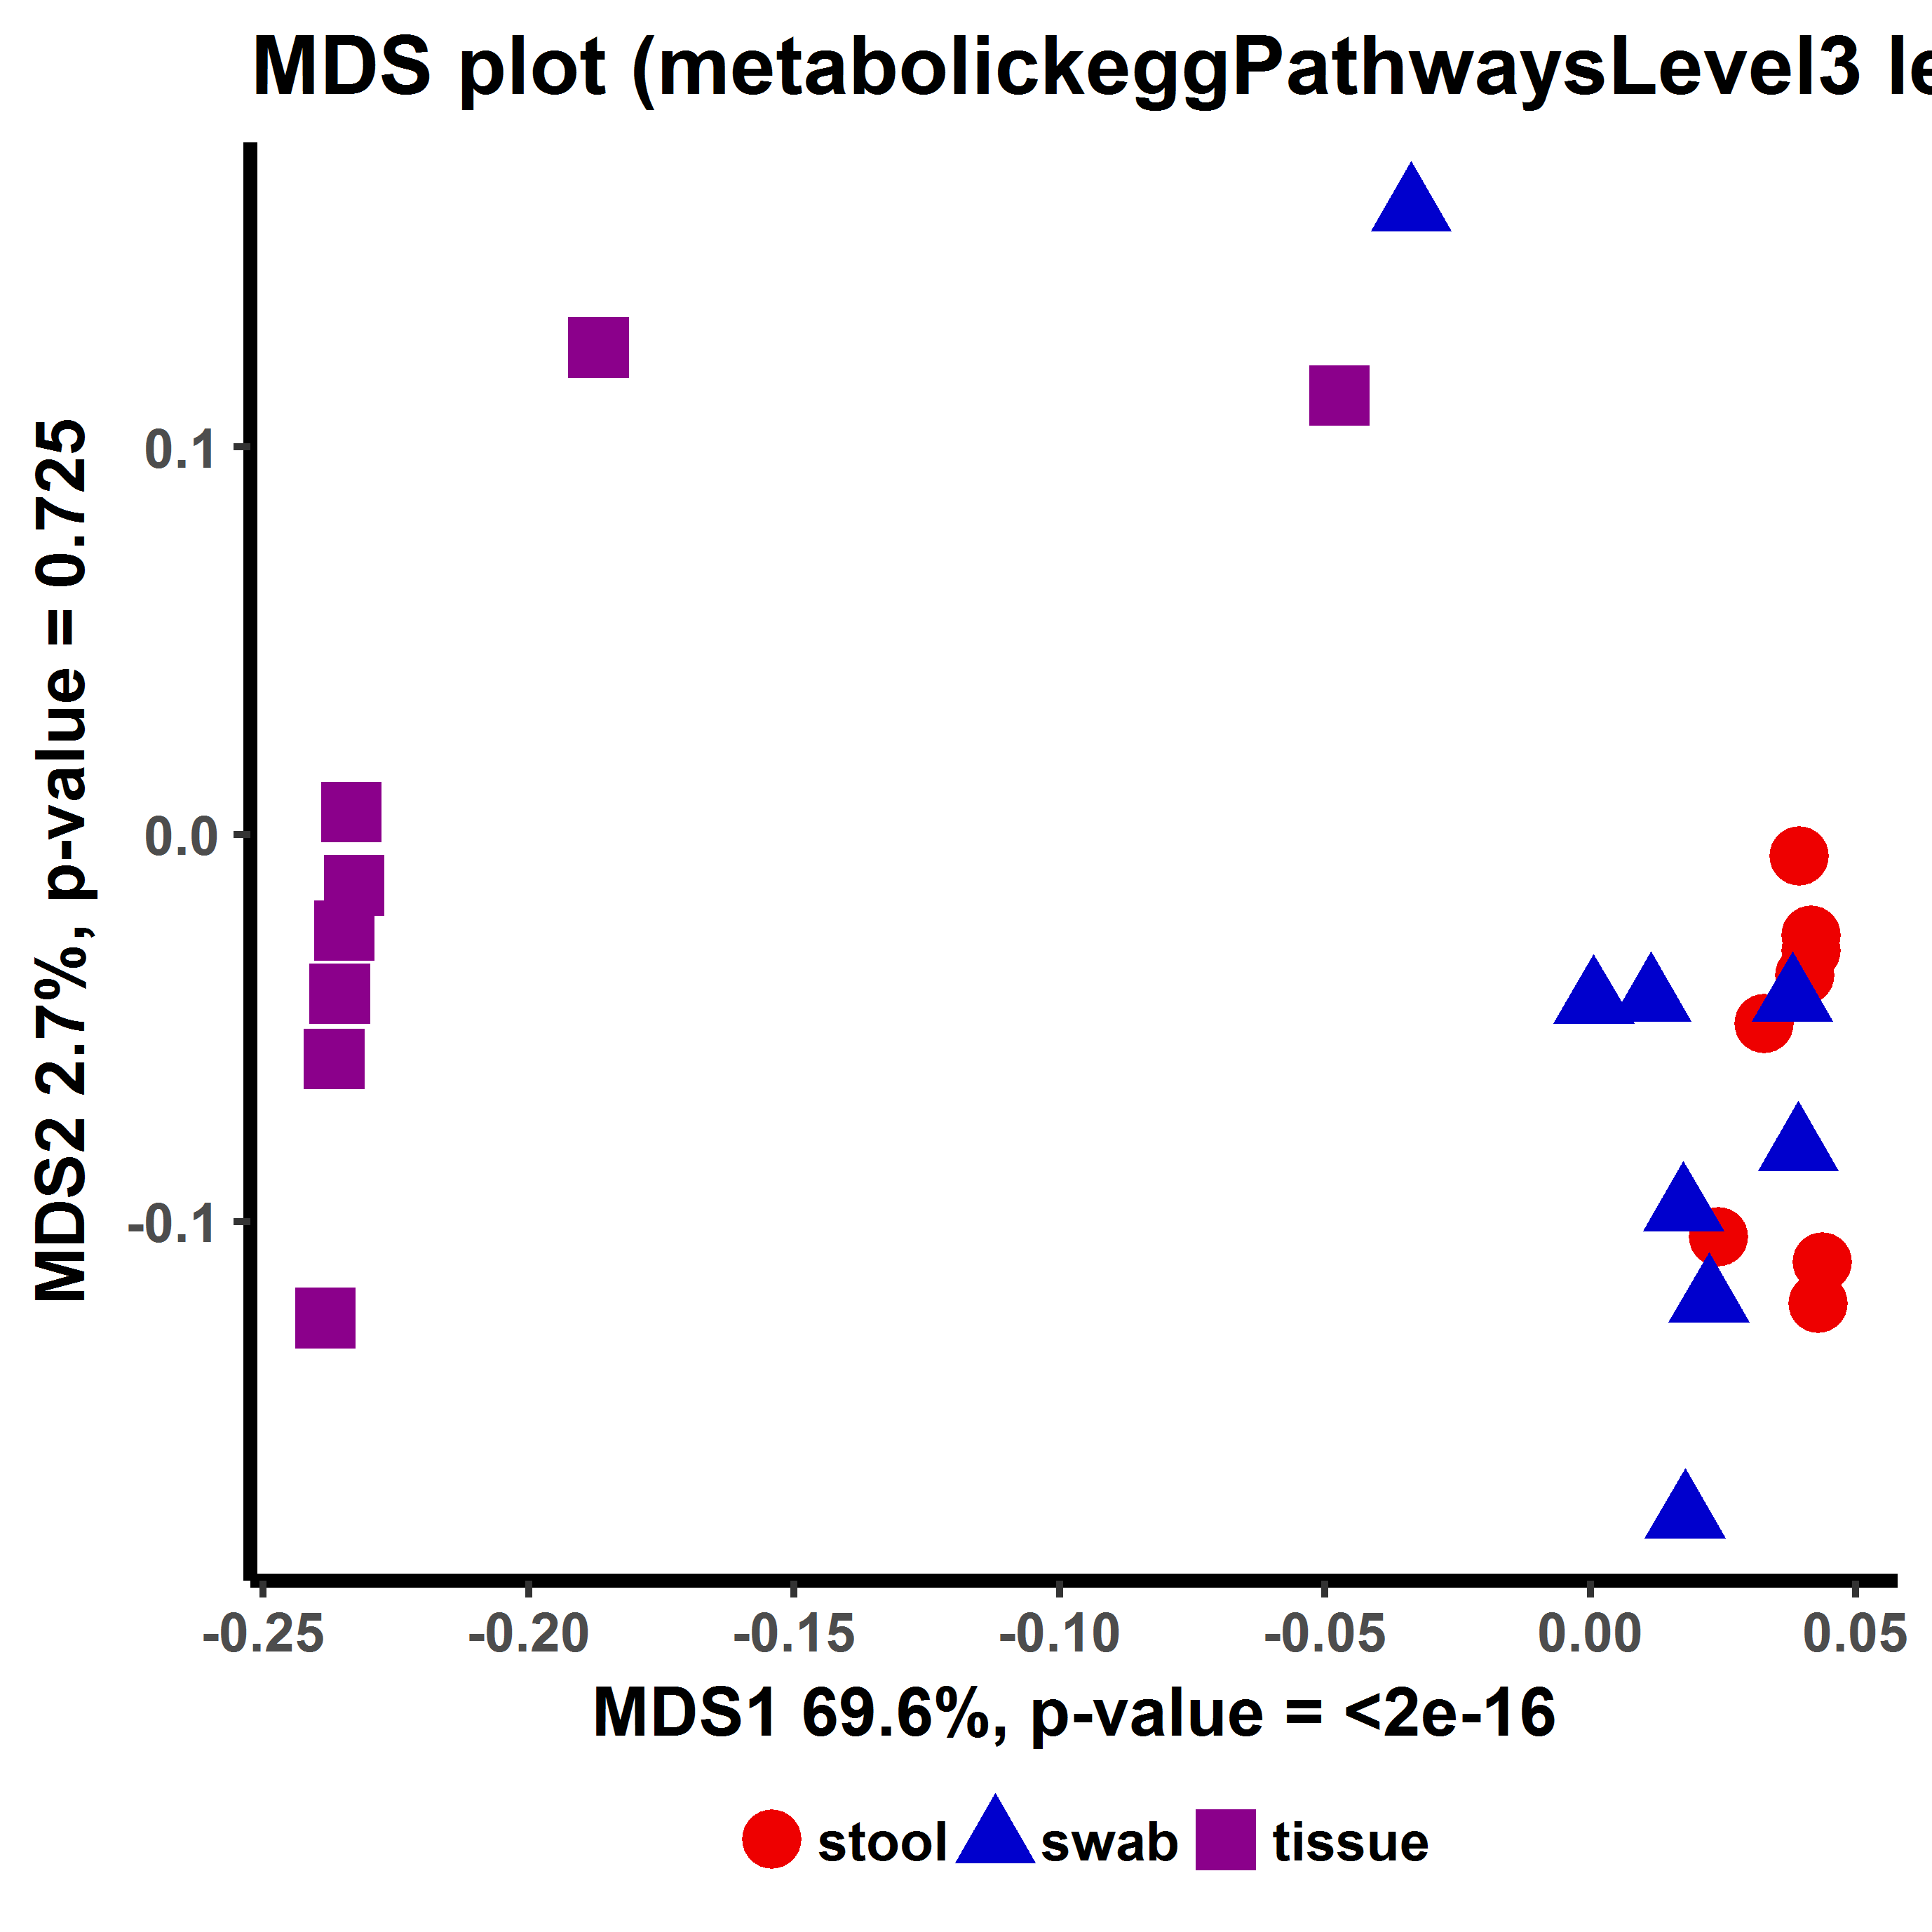 MDS plot (metabolickeggPathwaysLevel3 le
MDS2 2.7%, p-value = 0.725
0.1
0.0
-0.1
-0.25 -0.20 -0.15 -0.10 -0.05 0.00 0.05
MDS1 69.6%, p-value = <2e-16
stool swab tissue